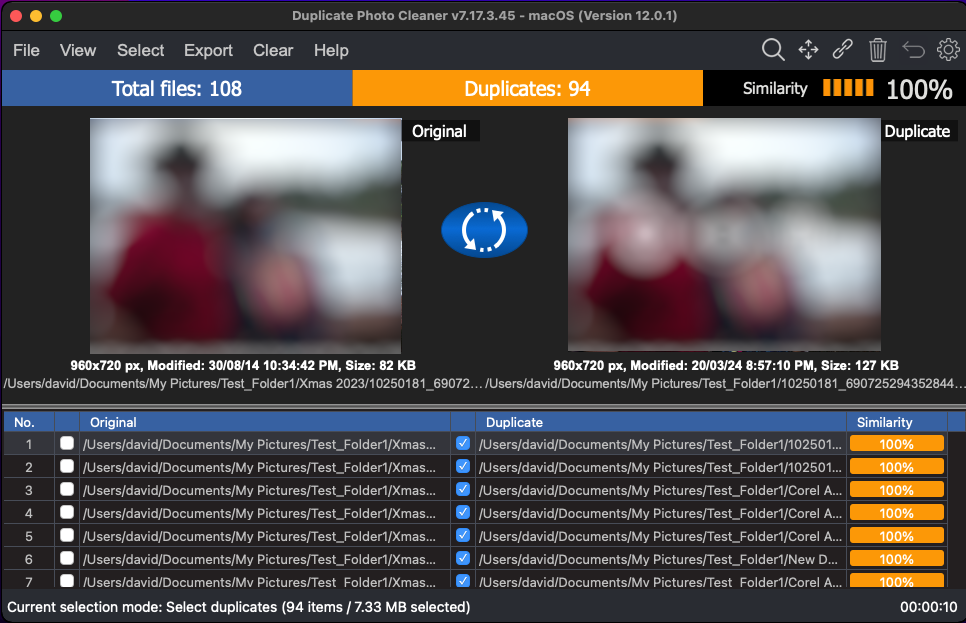 Duplicate Photo Cleaner v7.17.3.45 - macOS (Version 12.0.1)
File View Select Export Clear Help
Total files: 108 Duplicates: 94 Similarity 100%
Original Duplicate
960x720 px, Modified: 30/08/14 10:34:42 PM, Size: 82 KB 960x720 px, Modified: 20/03/24 8:57:10 PM, Size: 127 KB
/Users/david/Documents/My Pictures/Test_Folder1/Xmas 2023/10250181_69072... /Users/david/Documents/My Pictures/Test_Folder1/10250181_690725294352844...
No. Original Duplicate Similarity
1 /Users/david/Documents/My Pictures/Test_Folder1/Xmas... /Users/david/Documents/My Pictures/Test_Folder1/102501... 100%
2 /Users/david/Documents/My Pictures/Test_Folder1/Xmas... /Users/david/Documents/My Pictures/Test_Folder1/102501... 100%
3 /Users/david/Documents/My Pictures/Test_Folder1/Xmas... /Users/david/Documents/My Pictures/Test_Folder1/Corel A... 100%
4 /Users/david/Documents/My Pictures/Test_Folder1/Xmas... /Users/david/Documents/My Pictures/Test_Folder1/Corel A... 100%
5 /Users/david/Documents/My Pictures/Test_Folder1/Xmas... /Users/david/Documents/My Pictures/Test_Folder1/Corel A... 100%
6 /Users/david/Documents/My Pictures/Test_Folder1/Xmas... /Users/david/Documents/My Pictures/Test_Folder1/New D... 100%
7 /Users/david/Documents/My Pictures/Test_Folder1/Xmas... /Users/david/Documents/My Pictures/Test_Folder1/Corel A... 100%
Current selection mode: Select duplicates (94 items / 7.33 MB selected) 00:00:10